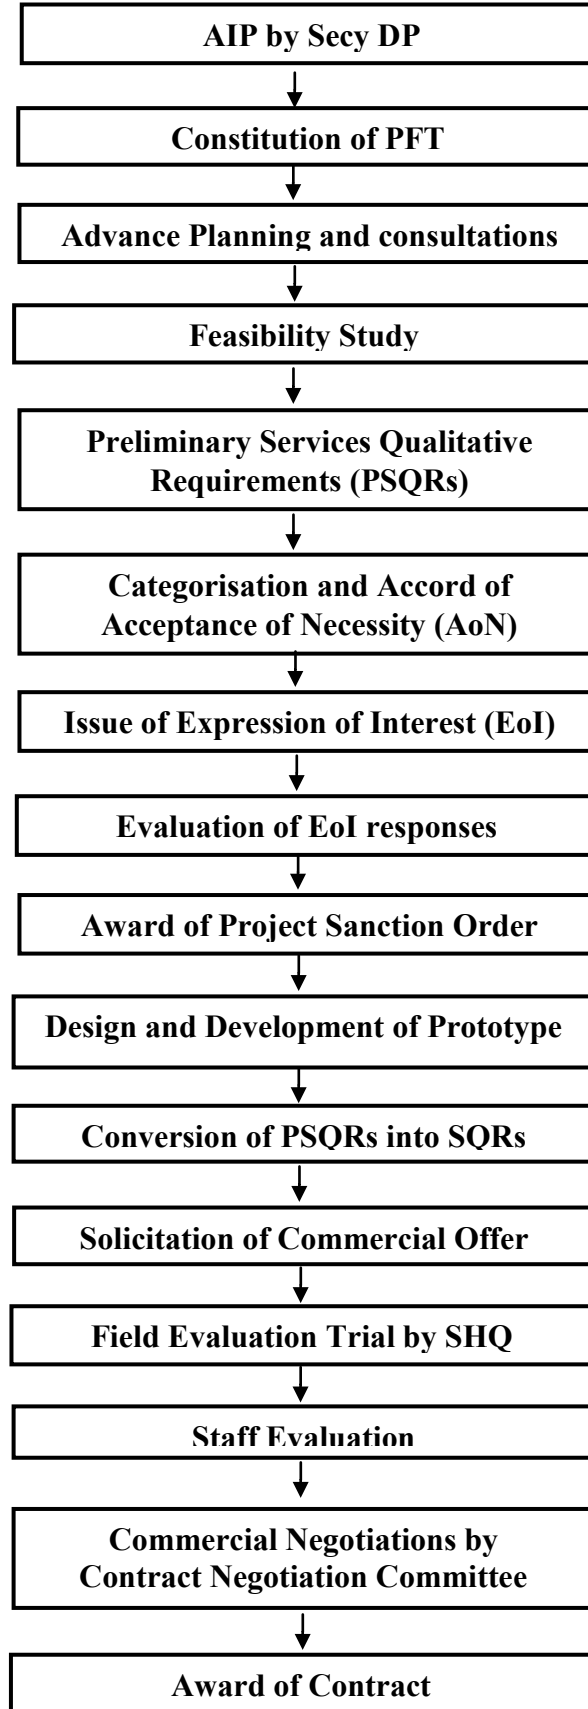 AIP by Secy DP
Constitution of PFT
Advance Planning and consultations
Feasibility Study
Preliminary Services Qualitative
Requirements (PSQRs)
Categorisation and Accord of
Acceptance of Necessity (AoN)
Issue of Expression of Interest (EoI)
Evaluation of EoI responses
Award of Project Sanction Order
Design and Development of Prototype
Conversion of PSQRs into SQRs
Solicitation of Commercial Offer
Field Evaluation Trial by SHQ
Staff Evaluation
Commercial Negotiations by
Contract Negotiation Committee
Award of Contract